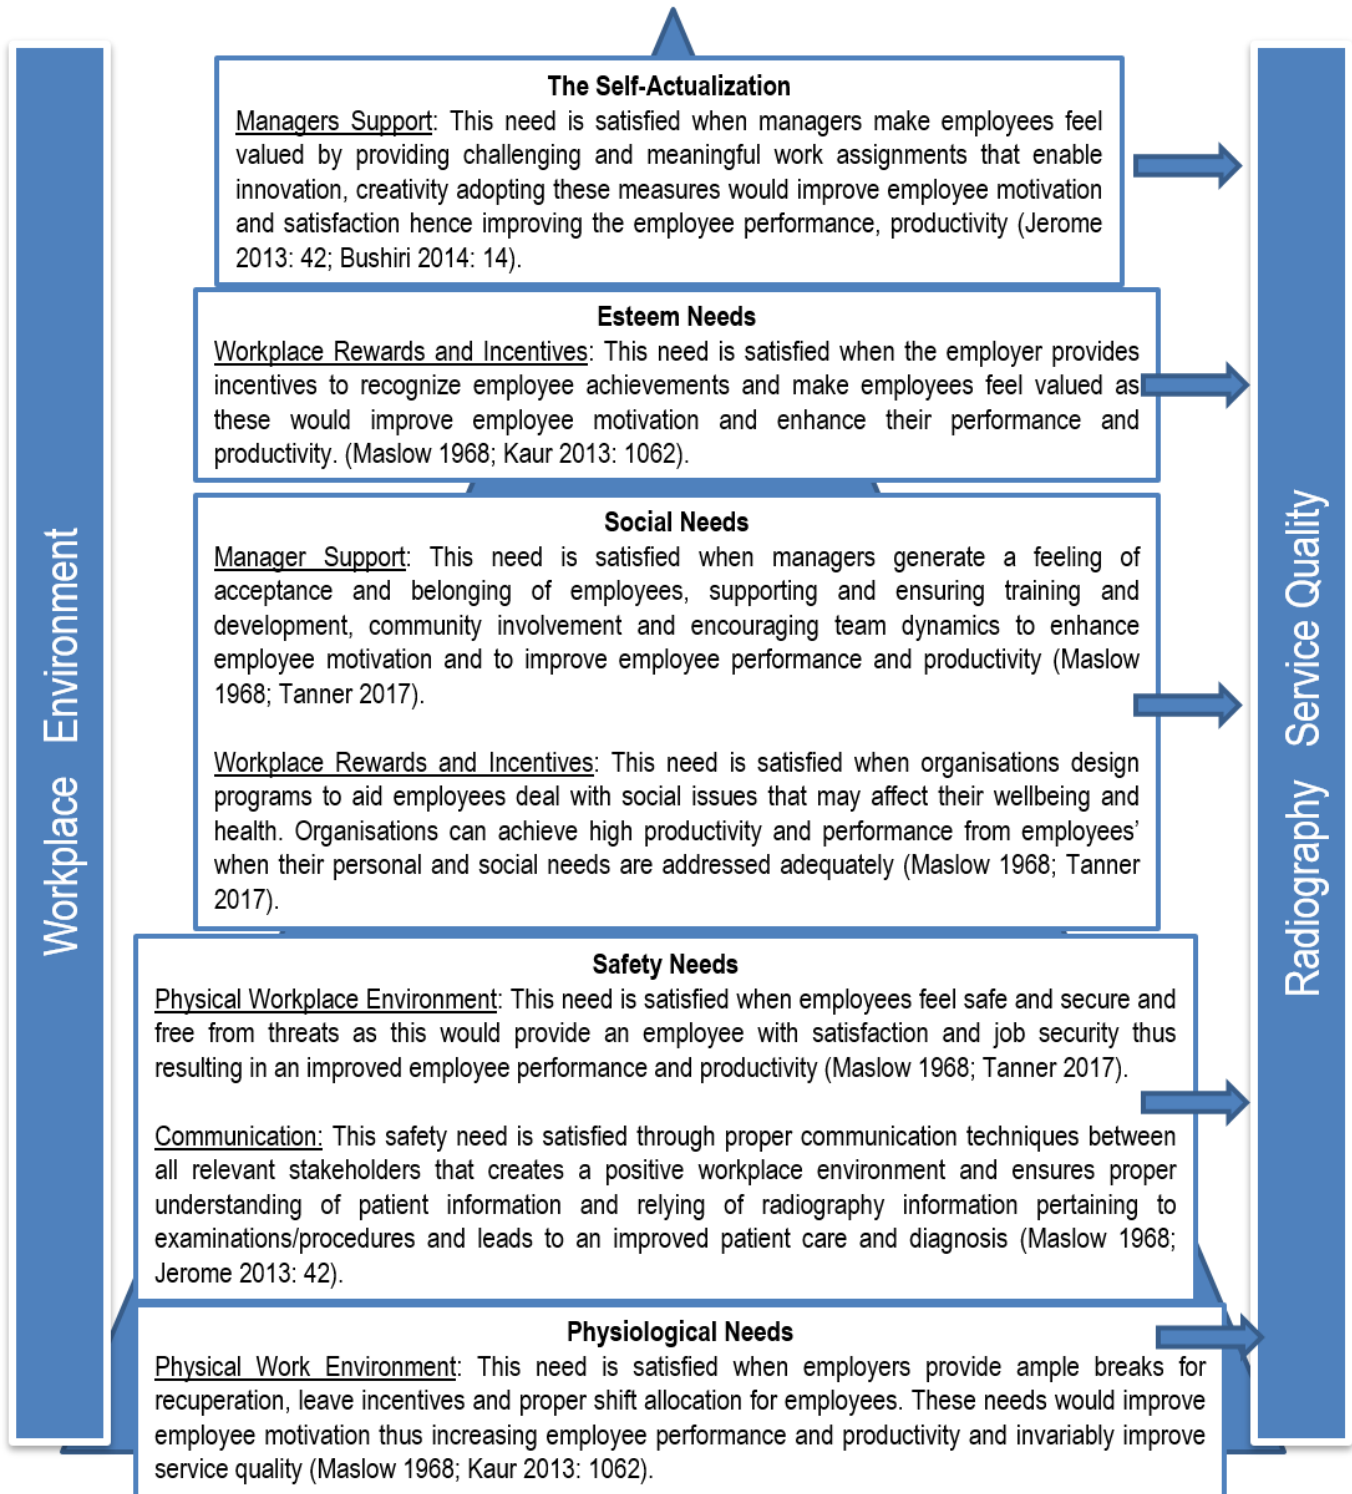 The Self-Actualization
Managers Support: This need is satisfied when managers make employees feel
valued by providing challenging and meaningful work assignments that enable
innovation, creativity adopting these measures would improve employee motivation
and satisfaction hence improving the employee performance, productivity (Jerome
2013: 42; Bushiri 2014: 14).
Esteem Needs
Workplace Rewards and Incentives: This need is satisfied when the employer provides
incentives to recognize employee achievements and make employees feel valued as
these would improve employee motivation and enhance their performance and
productivity. (Maslow 1968; Kaur 2013: 1062).
Social Needs
Manager Support: This need is satisfied when managers generate a feeling of
acceptance and belonging of employees, supporting and ensuring training and
development, community involvement and encouraging team dynamics to enhance
employee motivation and to improve employee performance and productivity (Maslow
1968; Tanner 2017).
Workplace Rewards and Incentives: This need is satisfied when organisations design
programs to aid employees deal with social issues that may affect their wellbeing and
health. Organisations can achieve high productivity and performance from employees’
when their personal and social needs are addressed adequately (Maslow 1968; Tanner
2017).
Safety Needs
Physical Workplace Environment: This need is satisfied when employees feel safe and secure and
free from threats as this would provide an employee with satisfaction and job security thus
resulting in an improved employee performance and productivity (Maslow 1968; Tanner 2017).
Communication: This safety need is satisfied through proper communication techniques between
all relevant stakeholders that creates a positive workplace environment and ensures proper
understanding of patient information and relying of radiography information pertaining to
examinations/procedures and leads to an improved patient care and diagnosis (Maslow 1968;
Jerome 2013: 42).
Physiological Needs
Physical Work Environment: This need is satisfied when employers provide ample breaks for
recuperation, leave incentives and proper shift allocation for employees. These needs would improve
employee motivation thus increasing employee performance and productivity and invariably improve
service quality (Maslow 1968; Kaur 2013: 1062).
Workplace Environment
Radiography Service Quality